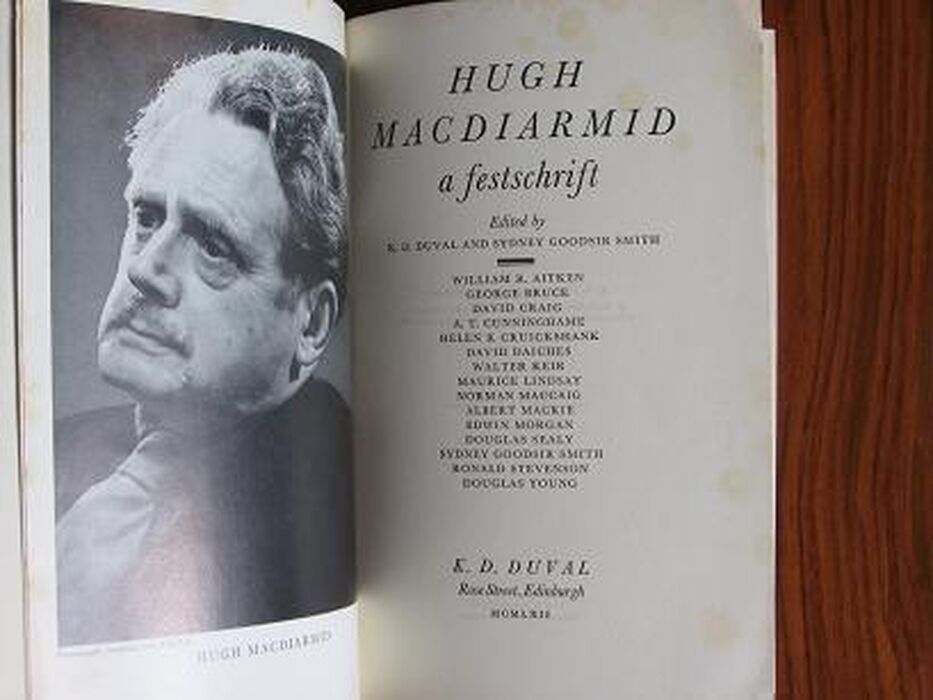 HUGH MACDIARMID
HUGH
MACDIARMID
a festschrift
Edited by
K. D. DUVAL AND SYDNEY GOODSIR SMITH
WILLIAM R. AITKEN
GEORGE BRUCE
DAVID CRAIG
A. T. CUNNINGHAME
HELEN B. CRUICKSHANK
DAVID DAICHES
WALTER KEIR
MAURICE LINDSAY
NORMAN MACCAIG
ALBERT MACKIE
EDWIN MORGAN
DOUGLAS SEALY
SYDNEY GOODSIR SMITH
RONALD STEVENSON
DOUGLAS YOUNG
K. D. DUVAL
Rose Street, Edinburgh
MCMLXII